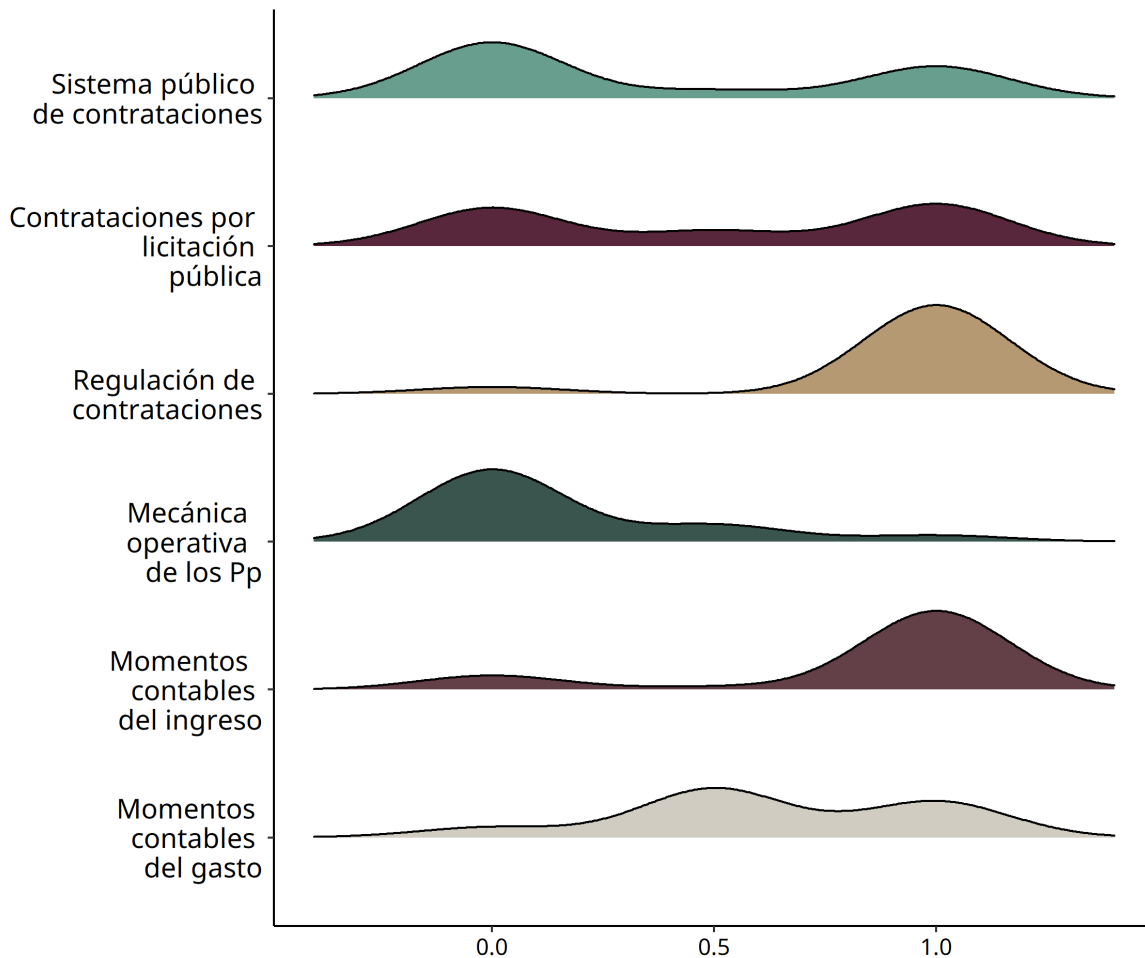 Sistema público
de contrataciones
Contrataciones por
licitación
pública
Regulación de
contrataciones
Mecánica
operativa
de los Pp
Momentos
contables
del ingreso
Momentos
contables
del gasto
0.0 0.5 1.0